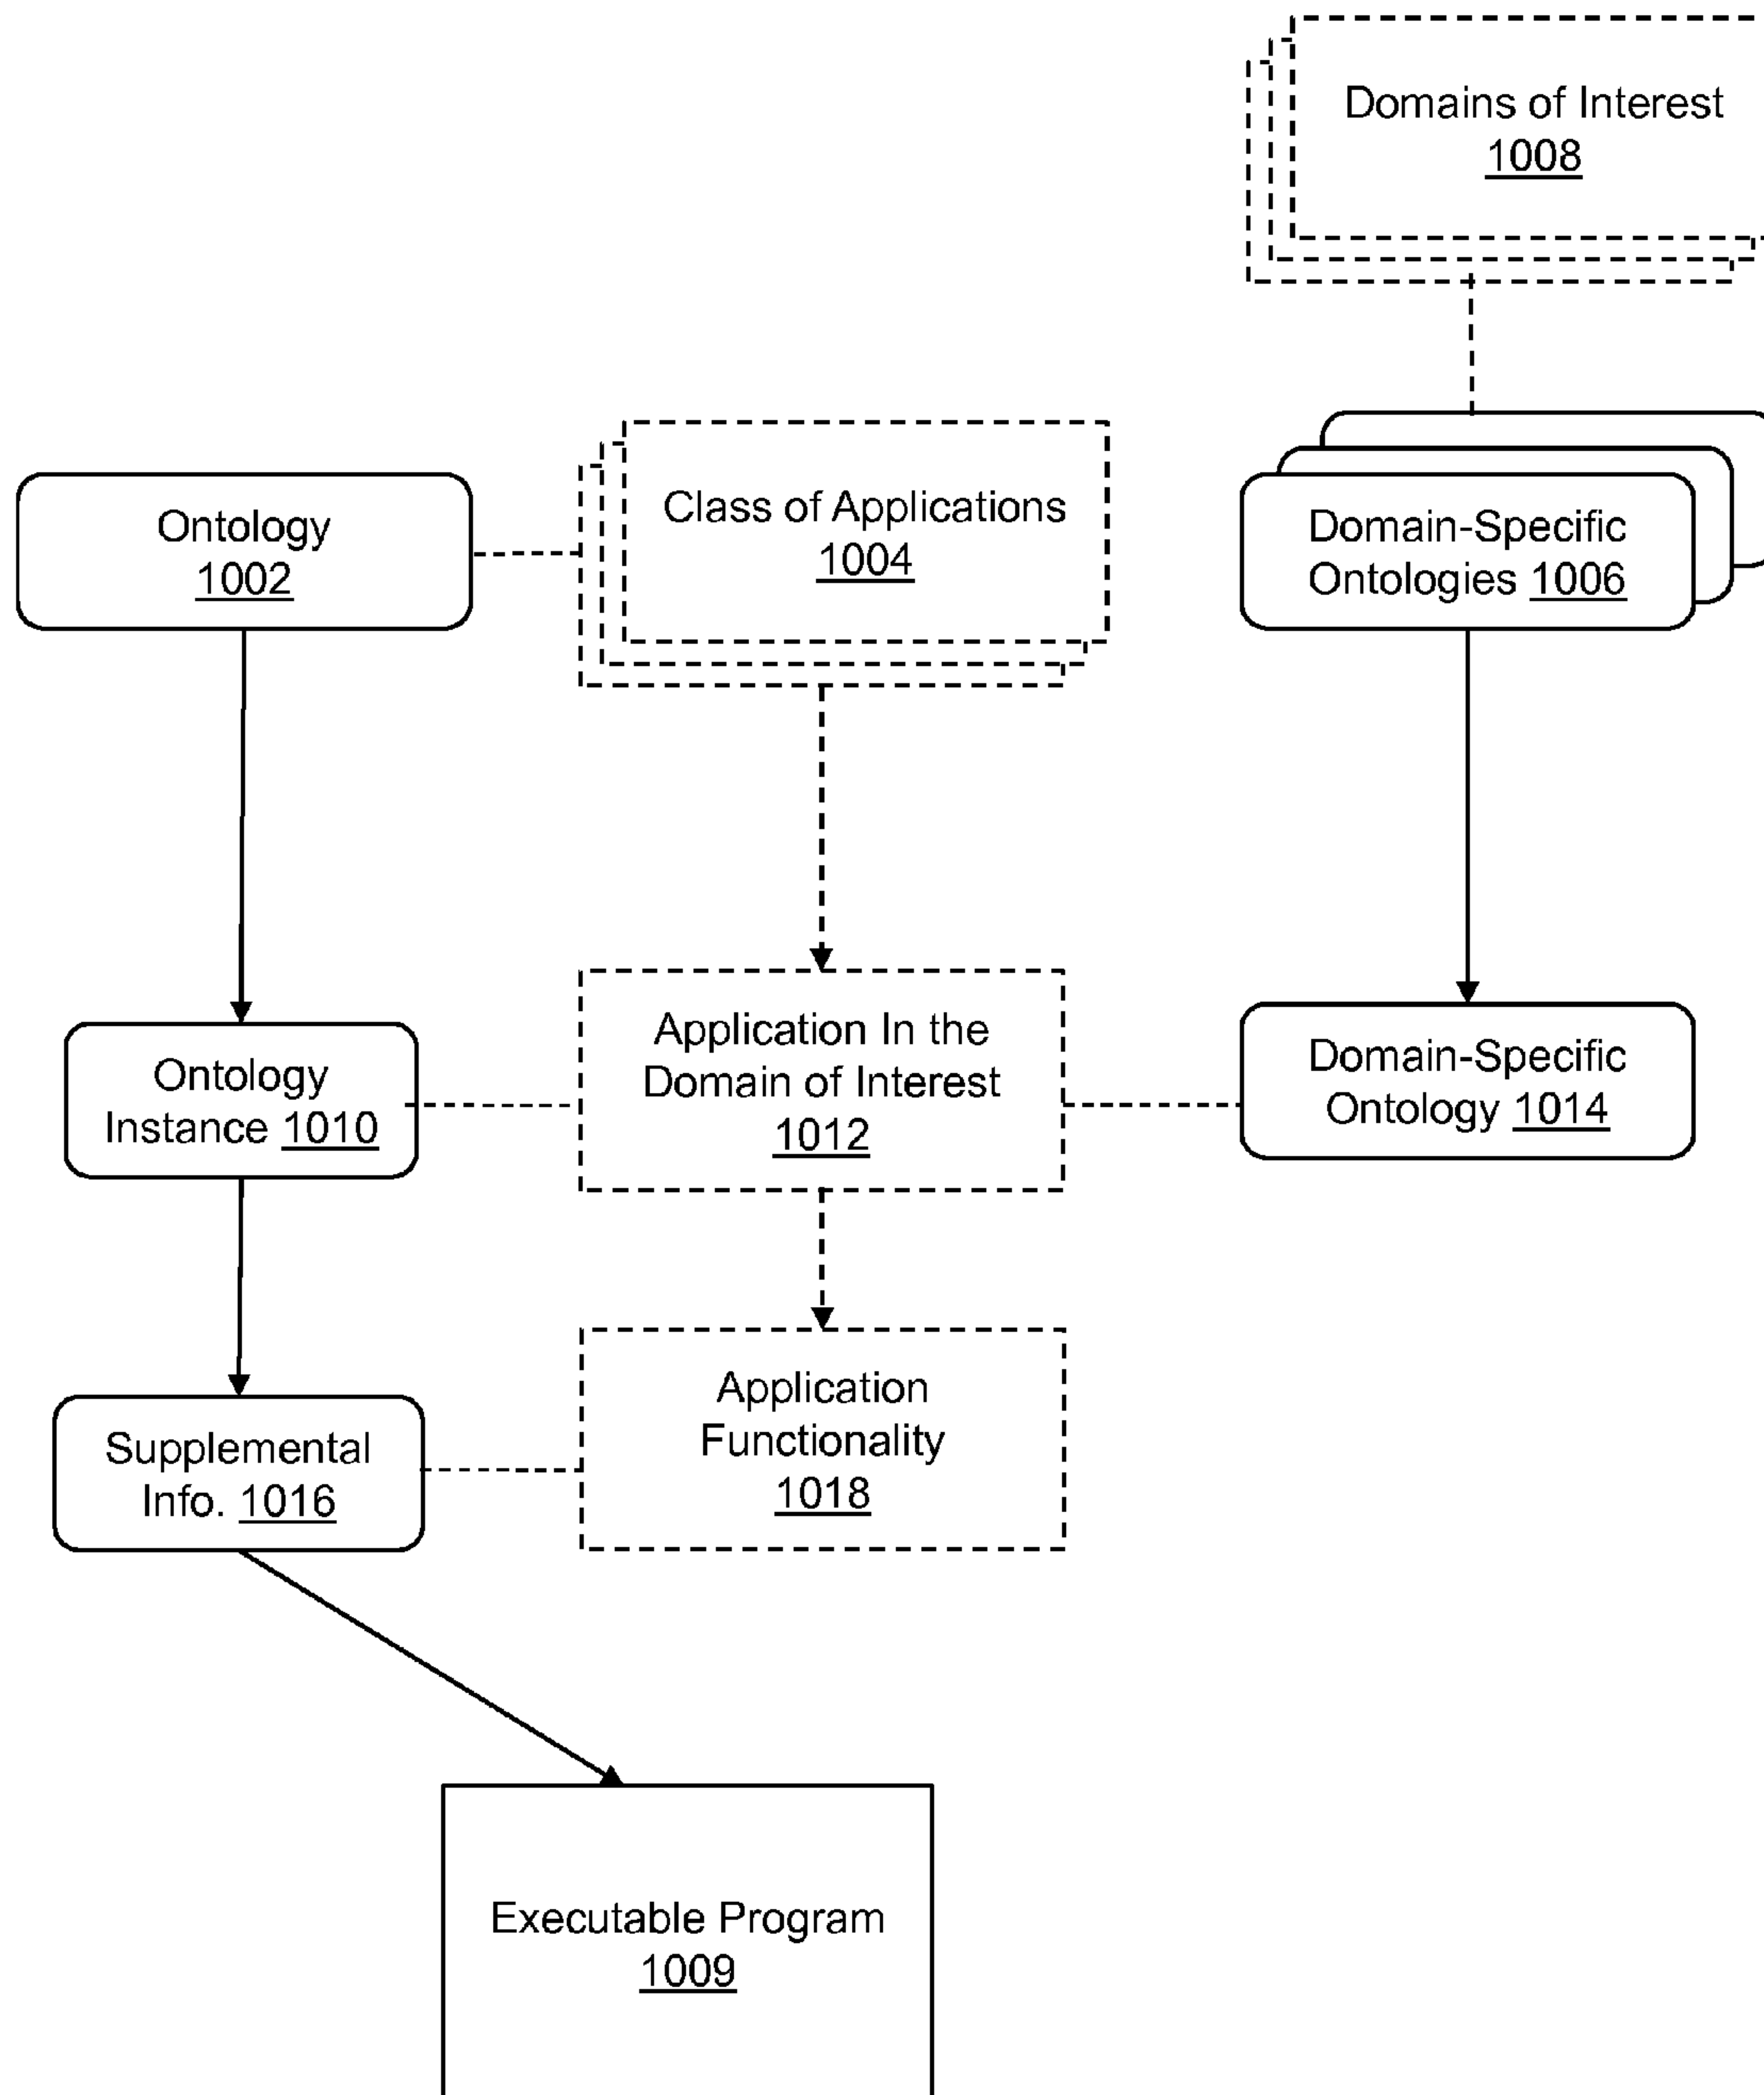 Domains of Interest
1008
Ontology
1002
Class of Applications
1004
Domain-Specific
Ontologies 1006
Ontology
Instance 1010
Application In the
Domain of Interest
1012
Domain-Specific
Ontology 1014
Supplemental
Info. 1016
Application
Functionality
1018
Executable Program
1009